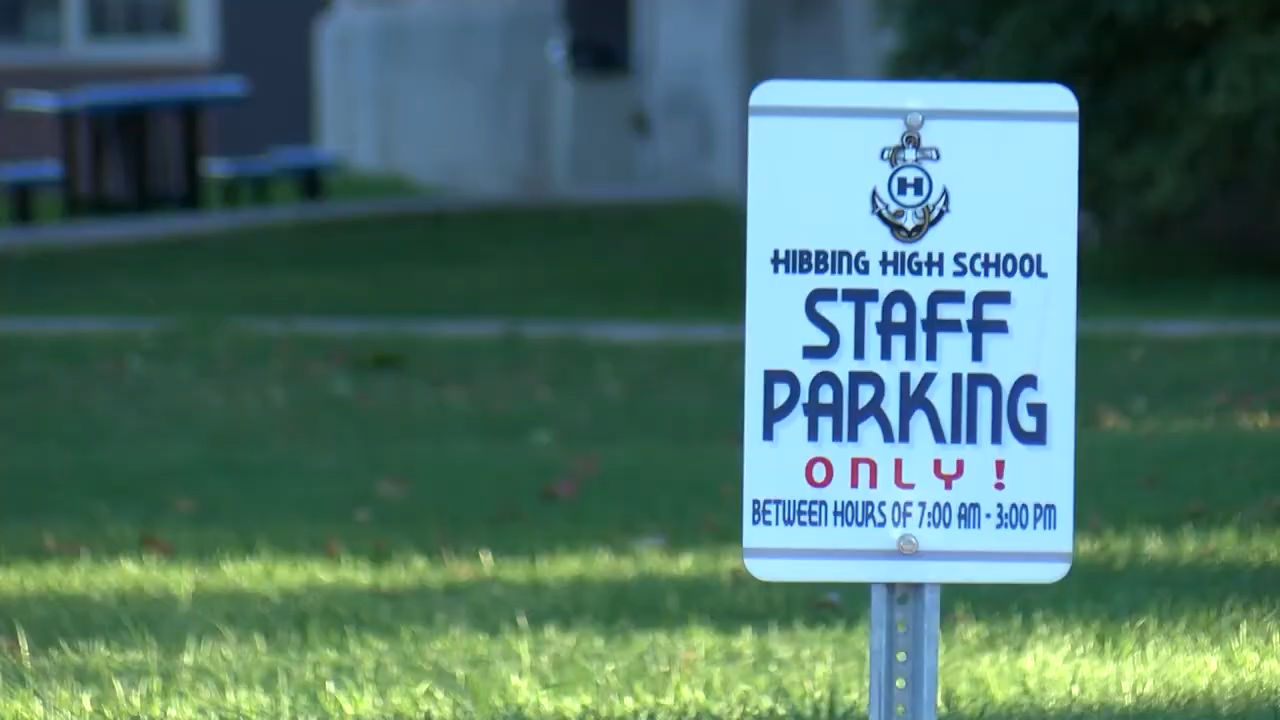 H
HIBBING HIGH SCHOOL
STAFF
PARKING
ONLY!
BETWEEN HOURS OF 7:00 AM - 3:00 PM